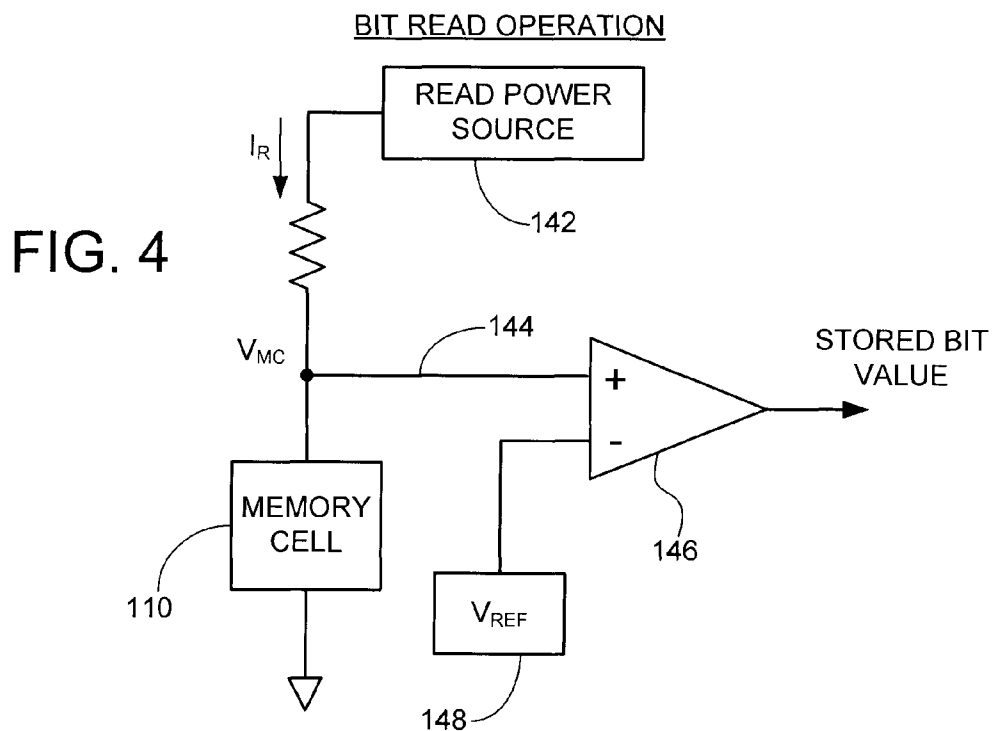 BIT READ OPERATION
READ POWER
SOURCE
I_R
142
FIG. 4
144
V_MC
STORED BIT
VALUE
+
-
MEMORY
CELL
146
110
V_REF
148